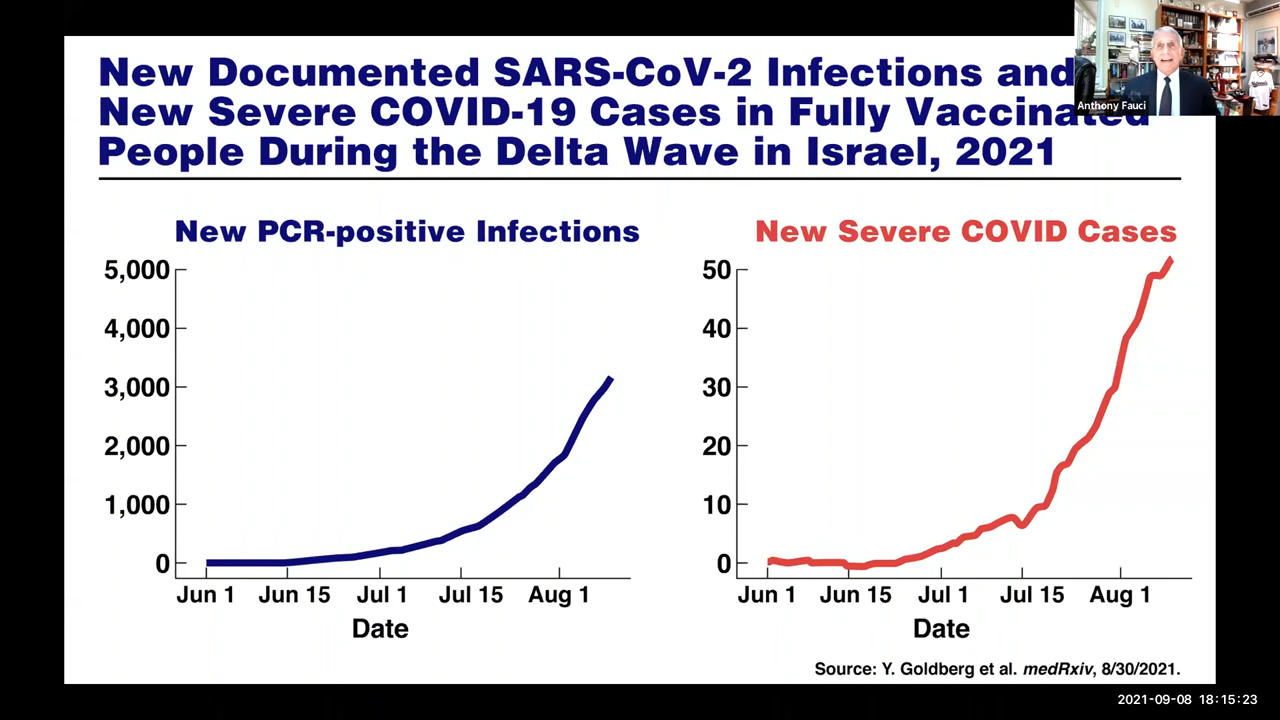 New Documented SARS-CoV-2 Infections and
New Severe COVID-19 Cases in Fully Vaccinated
People During the Delta Wave in Israel, 2021
Anthony Fauci
New PCR-positive Infections
5,000
4,000
3,000
2,000
1,000
0
Jun 1 Jun 15 Jul 1 Jul 15 Aug 1
Date
New Severe COVID Cases
50
40
30
20
10
0
Jun 1 Jun 15 Jul 1 Jul 15 Aug 1
Date
Source: Y. Goldberg et al. medRxiv, 8/30/2021.
2021-09-08 18:15:23